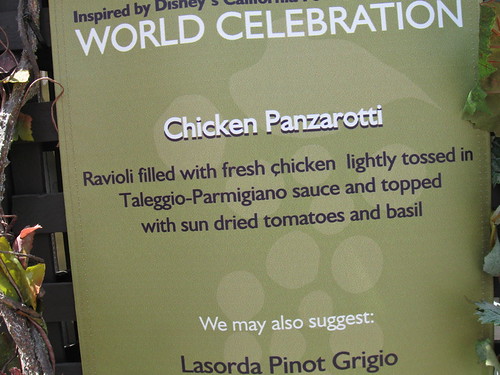 Inspired by Disney's California
WORLD CELEBRATION
Chicken Panzarotti
Ravioli filled with fresh chicken lightly tossed in
Taleggio-Parmigiano sauce and topped
with sun dried tomatoes and basil
We may also suggest:
Lasorda Pinot Grigio